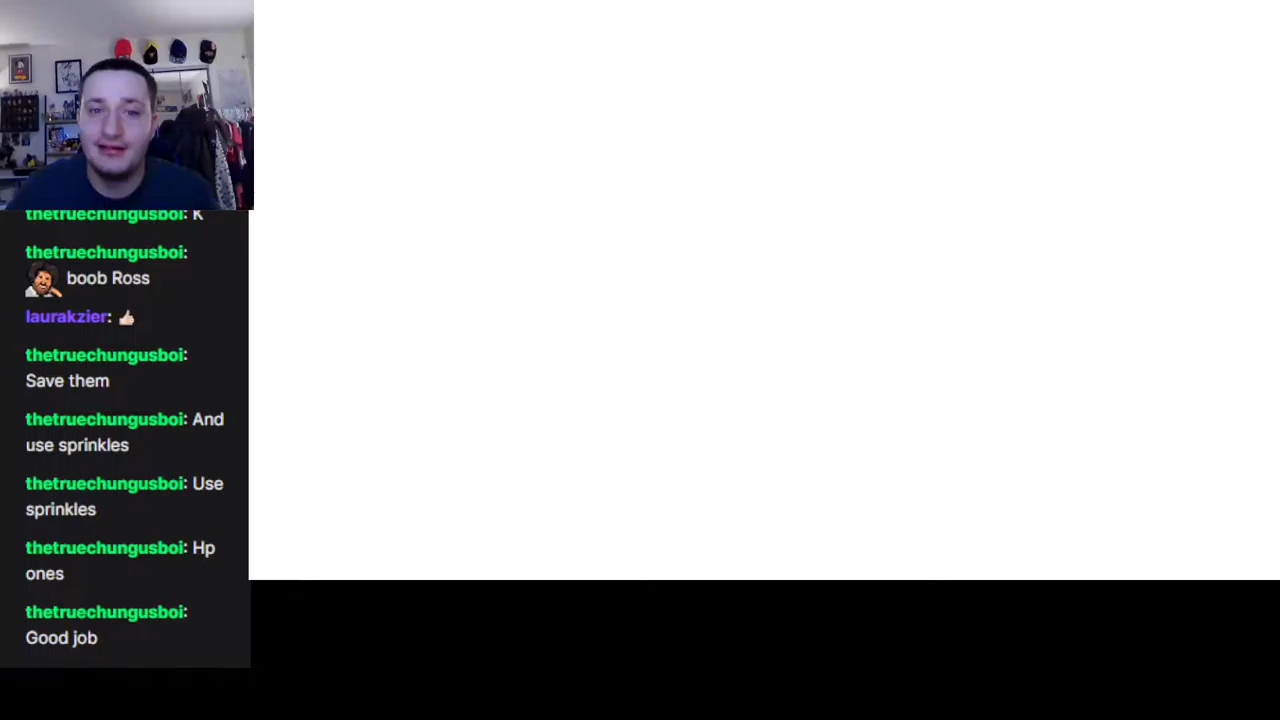 thetruechungusboi: K
thetruechungusboi:
boob Ross
laurakzier: 👍🏻
thetruechungusboi:
Save them
thetruechungusboi: And
use sprinkles
thetruechungusboi: Use
sprinkles
thetruechungusboi: Hp
ones
thetruechungusboi:
Good job